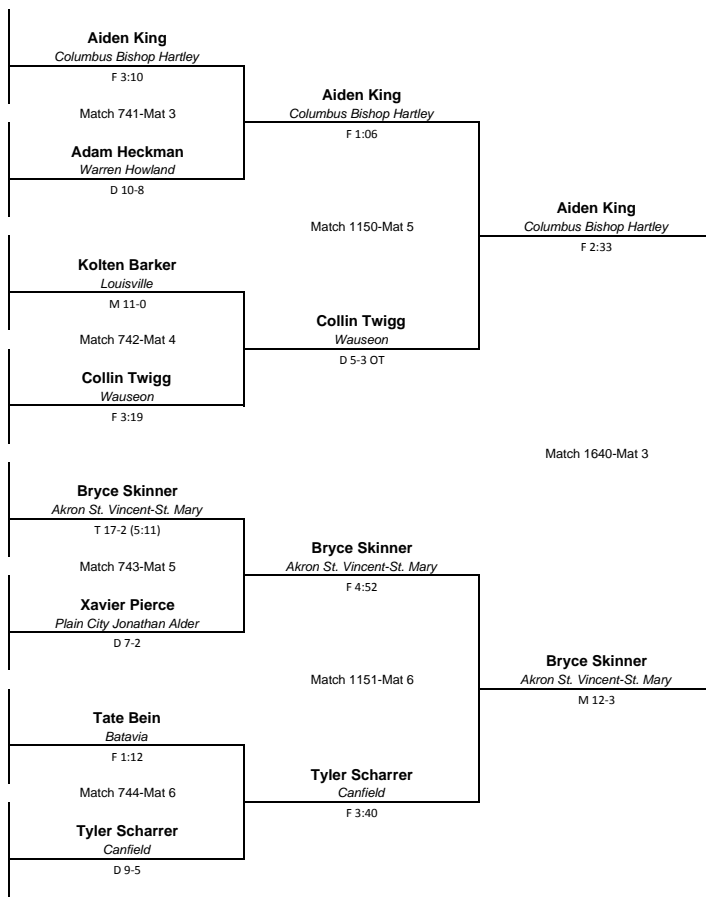 Aiden King
Columbus Bishop Hartley
F 3:10
Match 741-Mat 3
Aiden King
Columbus Bishop Hartley
F 1:06
Adam Heckman
Warren Howland
D 10-8
Match 1150-Mat 5
Aiden King
Columbus Bishop Hartley
F 2:33
Kolten Barker
Louisville
M 11-0
Match 742-Mat 4
Collin Twigg
Wauseon
D 5-3 OT
Collin Twigg
Wauseon
F 3:19
Match 1640-Mat 3
Bryce Skinner
Akron St. Vincent-St. Mary
T 17-2 (5:11)
Match 743-Mat 5
Bryce Skinner
Akron St. Vincent-St. Mary
F 4:52
Xavier Pierce
Plain City Jonathan Alder
D 7-2
Match 1151-Mat 6
Bryce Skinner
Akron St. Vincent-St. Mary
M 12-3
Tate Bein
Batavia
F 1:12
Match 744-Mat 6
Tyler Scharrer
Canfield
F 3:40
Tyler Scharrer
Canfield
D 9-5